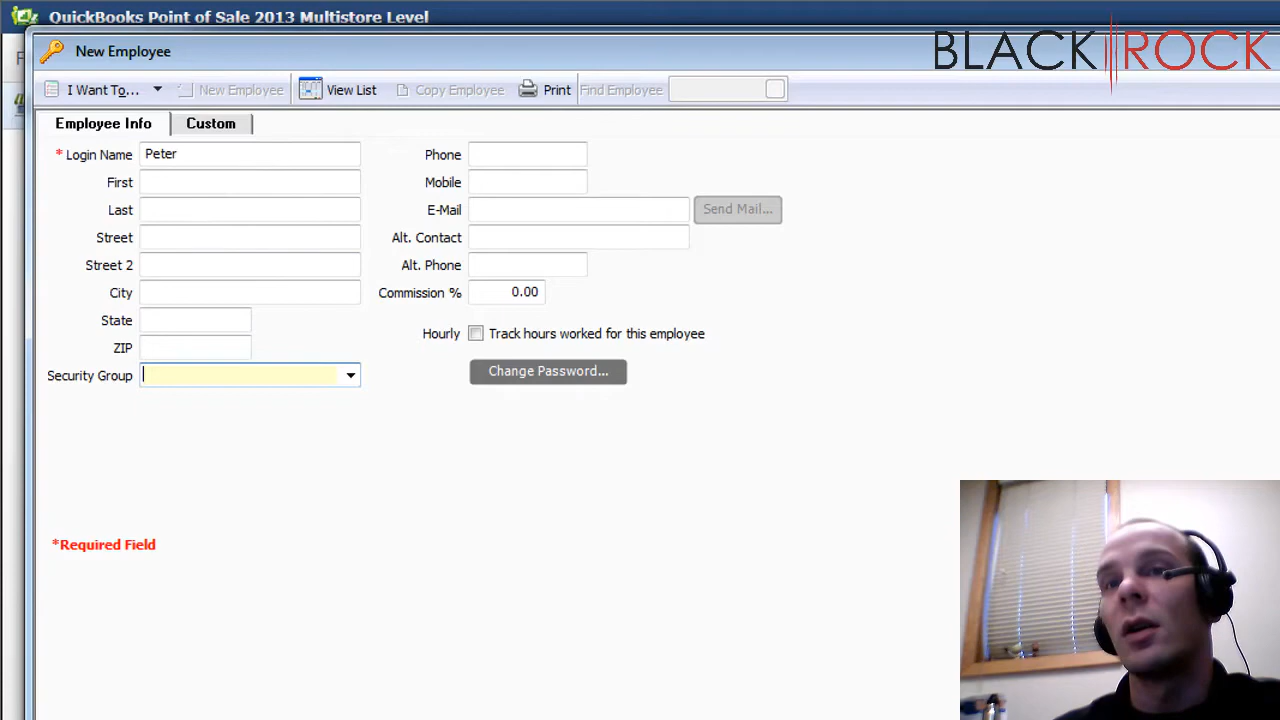 QuickBooks Point of Sale 2013 Multistore Level
BLACK ROCK
New Employee
I Want To... New Employee View List Copy Employee Print Find Employee
Employee Info Custom
* Login Name Peter Phone
First Mobile
Last E-Mail Send Mail...
Street Alt. Contact
Street 2 Alt. Phone
City Commission % 0.00
State Hourly Track hours worked for this employee
ZIP
Security Group Change Password...
*Required Field